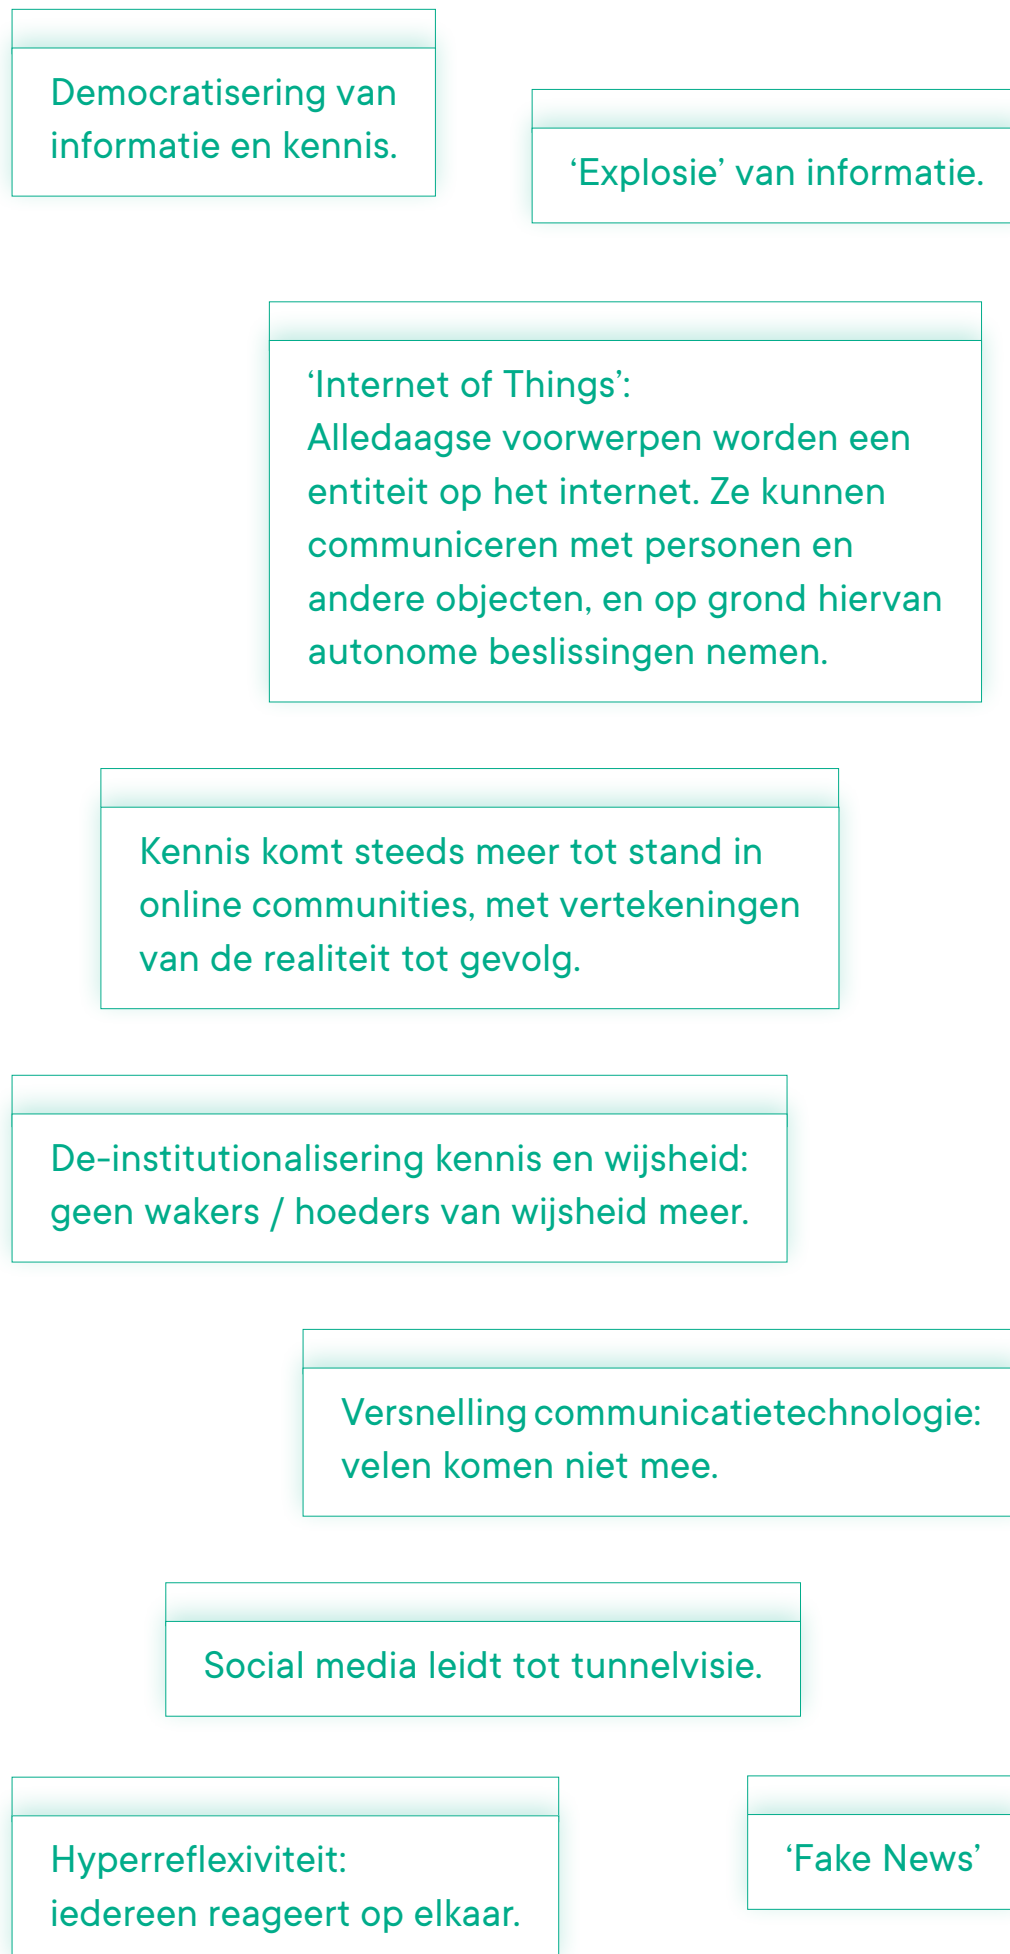 Democratisering van
informatie en kennis.
‘Explosie’ van informatie.
‘Internet of Things’:
Alledaagse voorwerpen worden een
entiteit op het internet. Ze kunnen
communiceren met personen en
andere objecten, en op grond hiervan
autonome beslissingen nemen.
Kennis komt steeds meer tot stand in
online communities, met vertekeningen
van de realiteit tot gevolg.
De-institutionalisering kennis en wijsheid:
geen wakers / hoeders van wijsheid meer.
Versnelling communicatietechnologie:
velen komen niet mee.
Social media leidt tot tunnelvisie.
Hyperreflexiviteit:
iedereen reageert op elkaar.
‘Fake News’